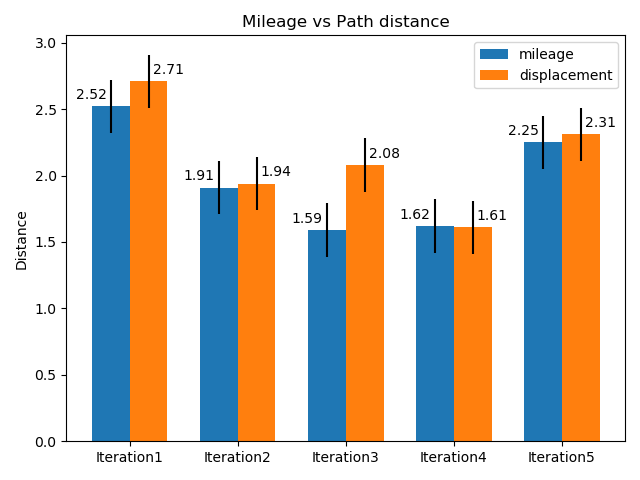 Mileage vs Path distance
mileage
displacement
Distance
3.0
2.5
2.0
1.5
1.0
0.5
0.0
2.52
2.71
1.91
1.94
1.59
2.08
1.62
1.61
2.25
2.31
Iteration1
Iteration2
Iteration3
Iteration4
Iteration5